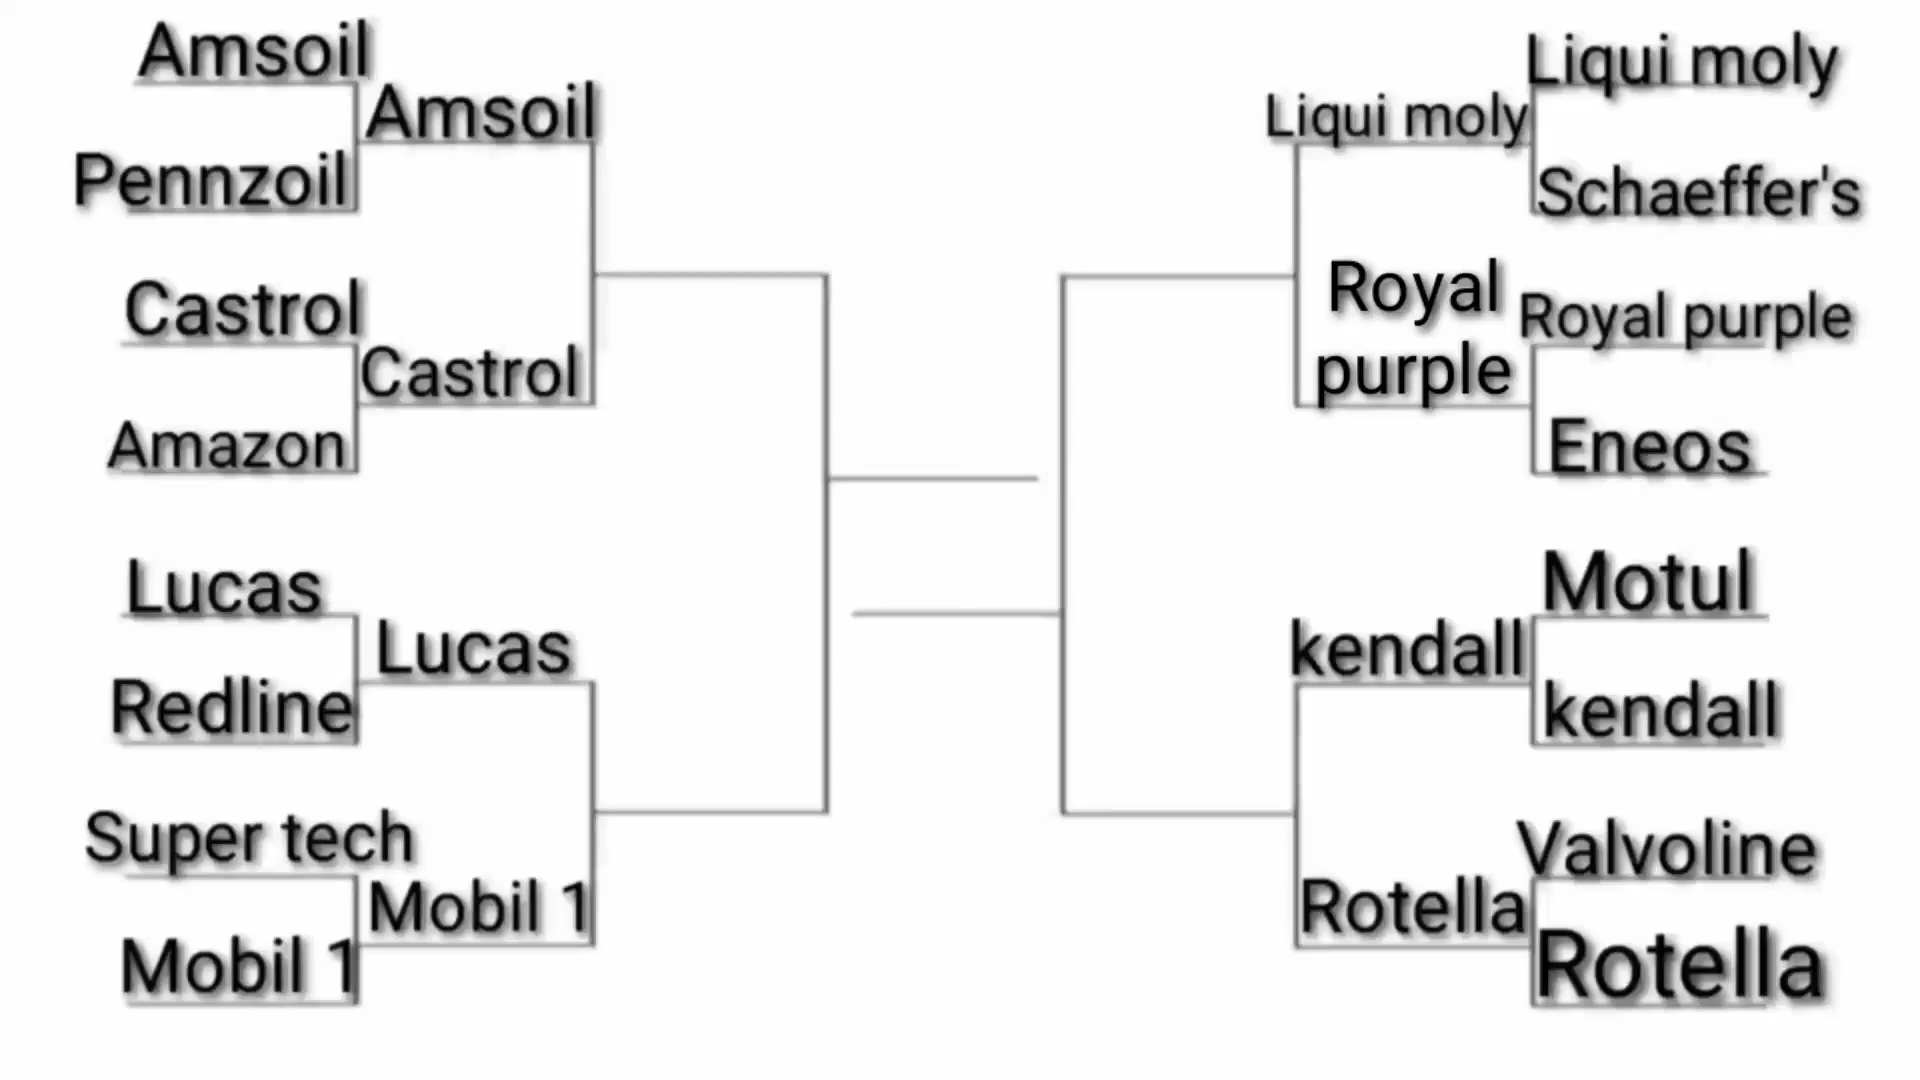 Amsoil
Pennzoil
Castrol
Amazon
Lucas
Redline
Super tech
Mobil 1
Amsoil
Castrol
Lucas
Mobil 1
Liqui moly
Royal
purple
kendall
Rotella
Liqui moly
Schaeffer's
Royal purple
Eneos
Motul
kendall
Valvoline
Rotella